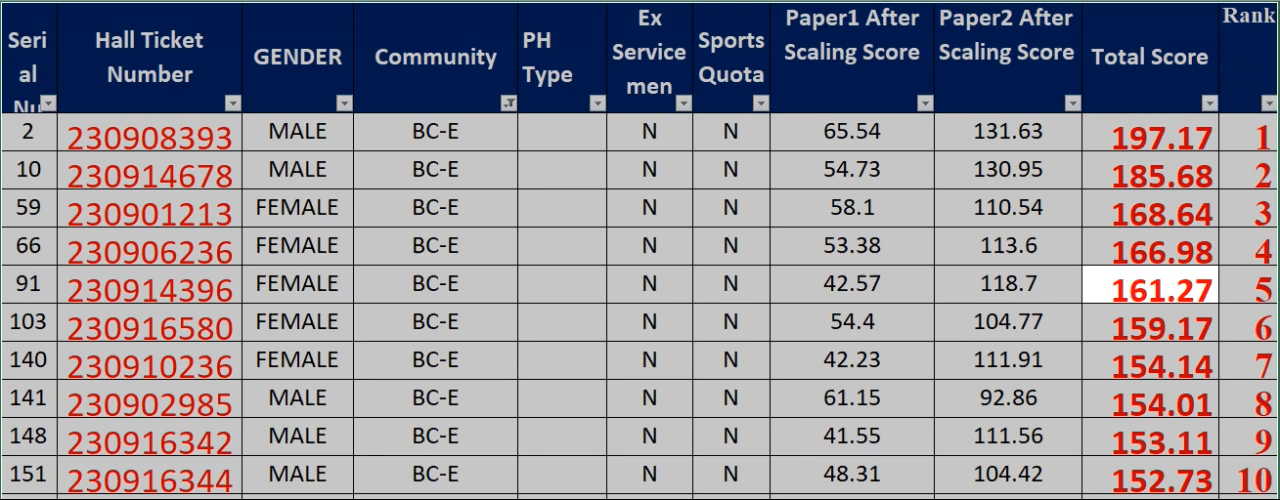 Serial Nu Hall Ticket Number GENDER Community PH Type Ex Service men Sports Quota Paper1 After Scaling Score Paper2 After Scaling Score Total Score Rank
2 230908393 MALE BC-E N N 65.54 131.63 197.17 1
10 230914678 MALE BC-E N N 54.73 130.95 185.68 2
59 230901213 FEMALE BC-E N N 58.1 110.54 168.64 3
66 230906236 FEMALE BC-E N N 53.38 113.6 166.98 4
91 230914396 FEMALE BC-E N N 42.57 118.7 161.27 5
103 230916580 FEMALE BC-E N N 54.4 104.77 159.17 6
140 230910236 FEMALE BC-E N N 42.23 111.91 154.14 7
141 230902985 MALE BC-E N N 61.15 92.86 154.01 8
148 230916342 MALE BC-E N N 41.55 111.56 153.11 9
151 230916344 MALE BC-E N N 48.31 104.42 152.73 10